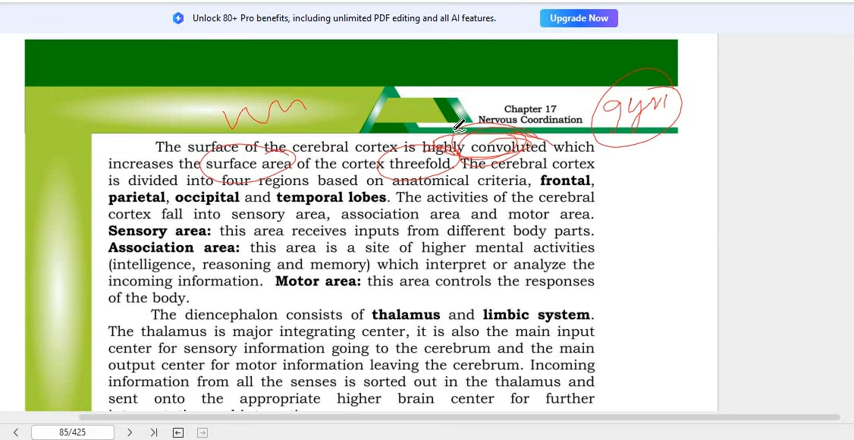 Unlock 80+ Pro benefits, including unlimited PDF editing and all AI features.
Upgrade Now
Chapter 17
Nervous Coordination
gyri
The surface of the cerebral cortex is highly convoluted which
increases the surface area of the cortex threefold. The cerebral cortex
is divided into four regions based on anatomical criteria, frontal,
parietal, occipital and temporal lobes. The activities of the cerebral
cortex fall into sensory area, association area and motor area.
Sensory area: this area receives inputs from different body parts.
Association area: this area is a site of higher mental activities
(intelligence, reasoning and memory) which interpret or analyze the
incoming information. Motor area: this area controls the responses
of the body.
The diencephalon consists of thalamus and limbic system.
The thalamus is major integrating center, it is also the main input
center for sensory information going to the cerebrum and the main
output center for motor information leaving the cerebrum. Incoming
information from all the senses is sorted out in the thalamus and
sent onto the appropriate higher brain center for further
85/425